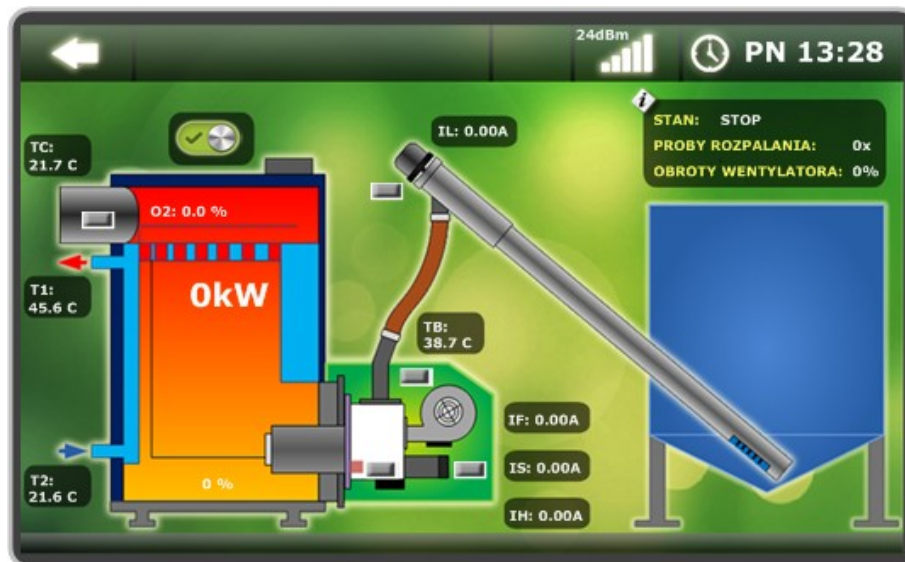 24dBm
PN 13:28
STAN: STOP
PROBY ROZPALANIA: 0x
OBROTY WENTYLATORA: 0%
IL: 0.00A
TC:
21.7 C
O2: 0.0 %
T1:
45.6 C
0kW
TB:
38.7 C
IF: 0.00A
IS: 0.00A
T2:
21.6 C
0 %
IH: 0.00A